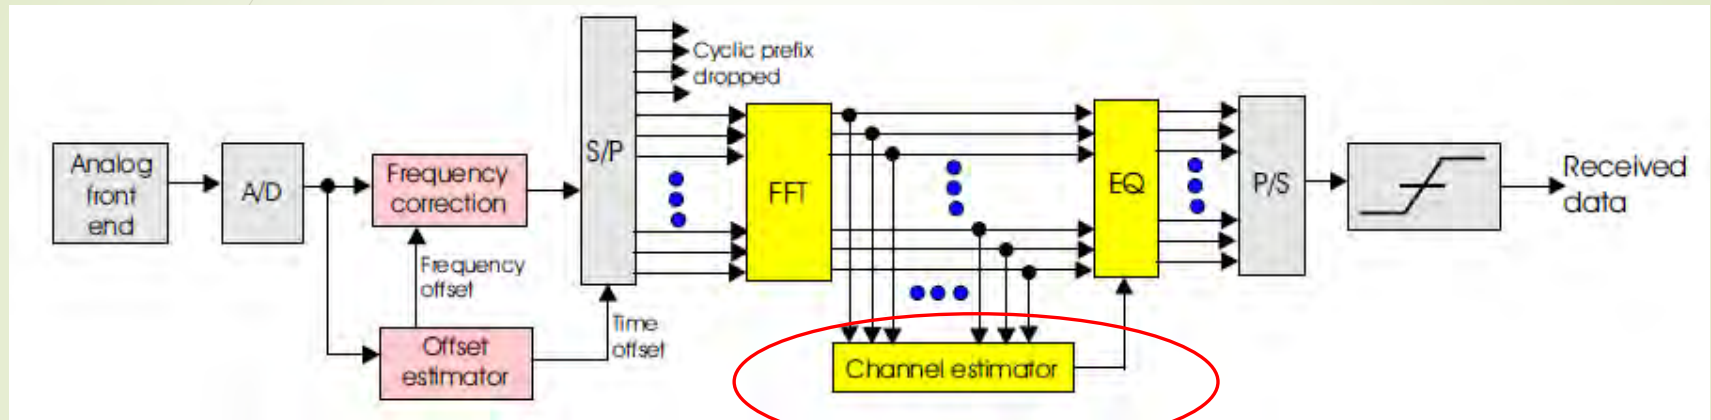 Analog
front
end
A/D
Frequency
correction
Frequency
offset
Offset
estimator
S/P
Time
offset
Cyclic prefix
dropped
FFT
Channel estimator
EQ
P/S
Received
data